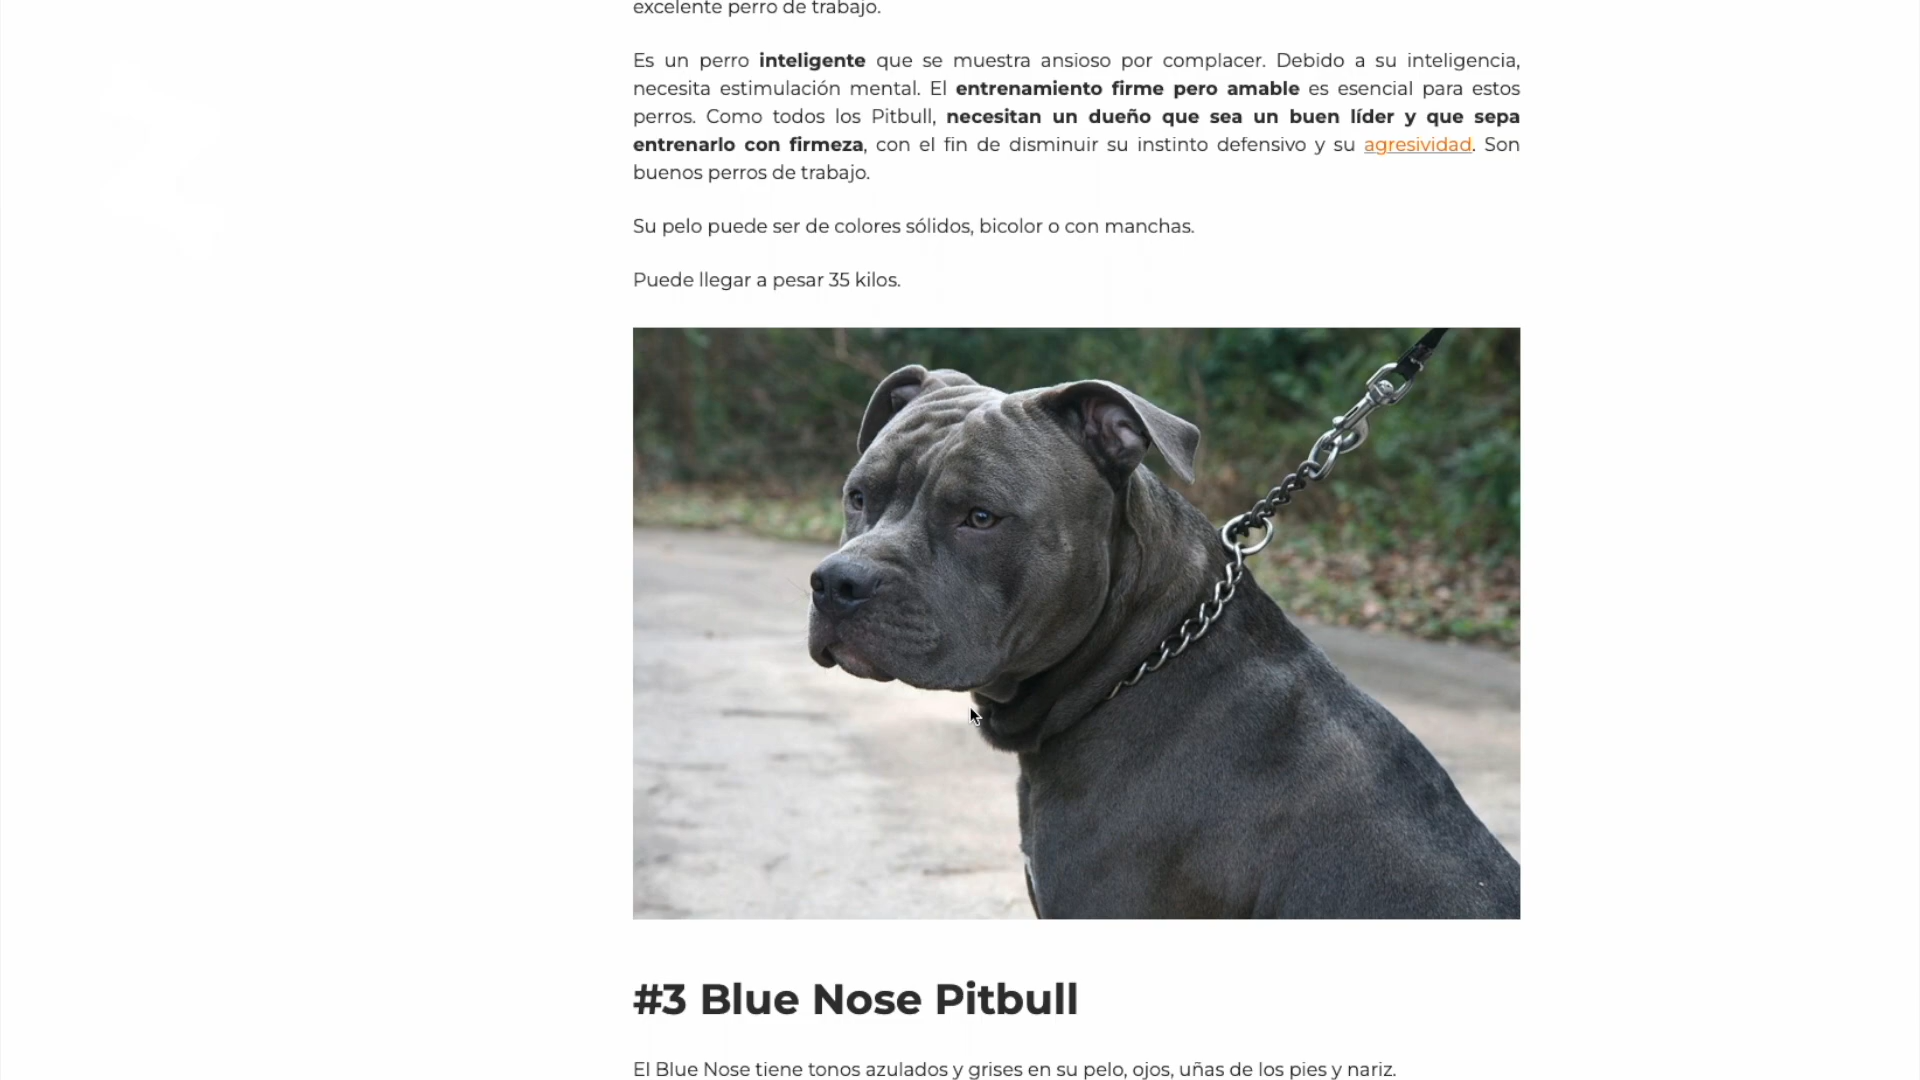 excelente perro de trabajo.
Es un perro inteligente que se muestra ansioso por complacer. Debido a su inteligencia,
necesita estimulación mental. El entrenamiento firme pero amable es esencial para estos
perros. Como todos los Pitbull, necesitan un dueño que sea un buen líder y que sepa
entrenarlo con firmeza, con el fin de disminuir su instinto defensivo y su agresividad. Son
buenos perros de trabajo.
Su pelo puede ser de colores sólidos, bicolor o con manchas.
Puede llegar a pesar 35 kilos.
#3 Blue Nose Pitbull
El Blue Nose tiene tonos azulados y grises en su pelo, ojos, uñas de los pies y nariz.